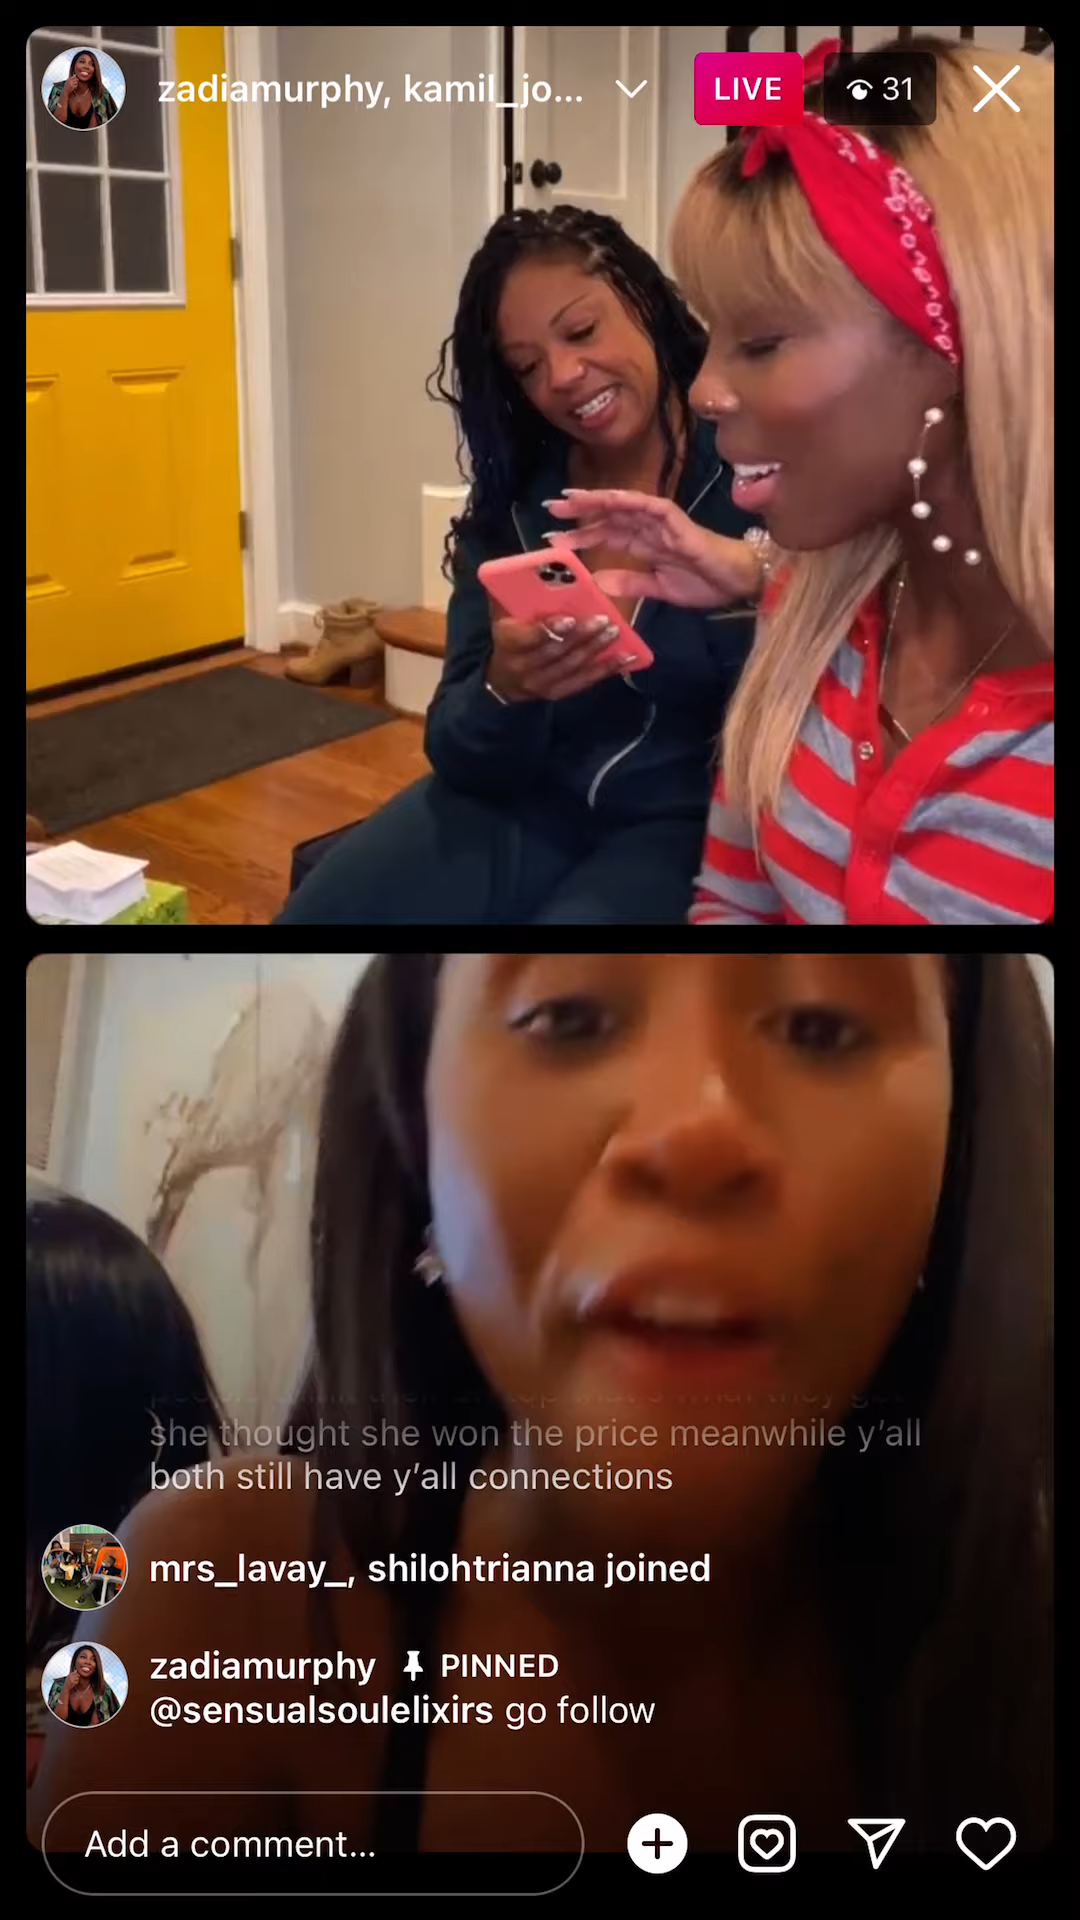 zadiamurphy, kamil_jo...
LIVE
31
she thought she won the price meanwhile y’all
both still have y’all connections
mrs_lavay_, shilohtrianna joined
zadiamurphy PINNED
@sensualsoulelixirs go follow
Add a comment...